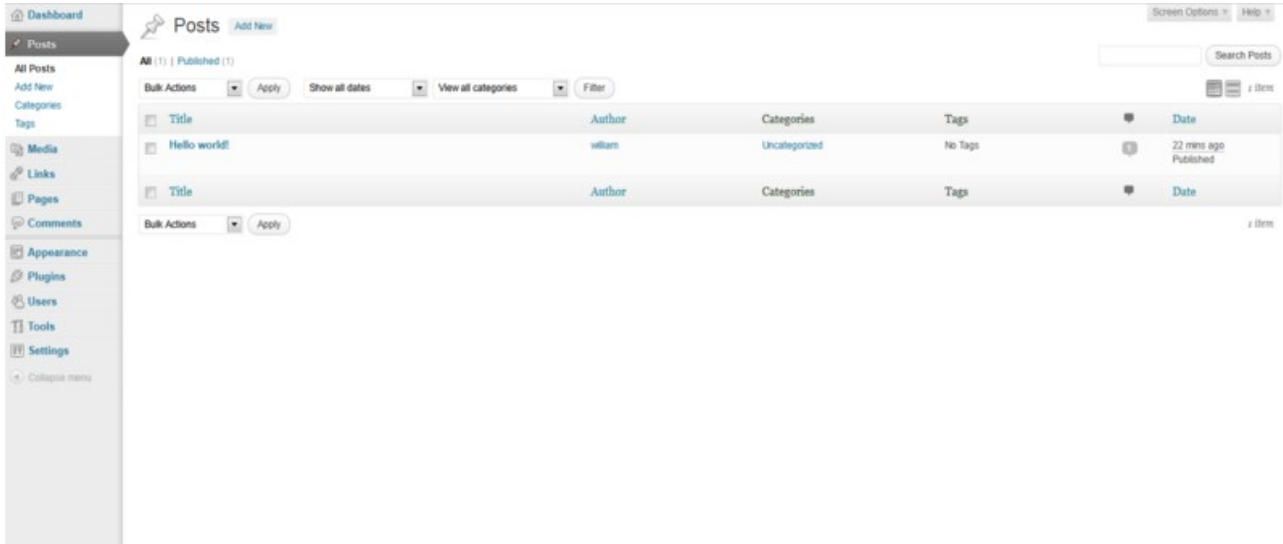 Dashboard
Posts
All Posts
Add New
Categories
Tags
Media
Links
Pages
Comments
Appearance
Plugins
Users
Tools
Settings
Collapse menu
Posts Add New
Screen Options Help
All (1) | Published (1)
Search Posts
Bulk Actions Apply Show all dates View all categories Filter 1 item
Title Author Categories Tags Date
Hello world! william Uncategorized No Tags 1 22 mins ago
Published
Title Author Categories Tags Date
Bulk Actions Apply 1 item